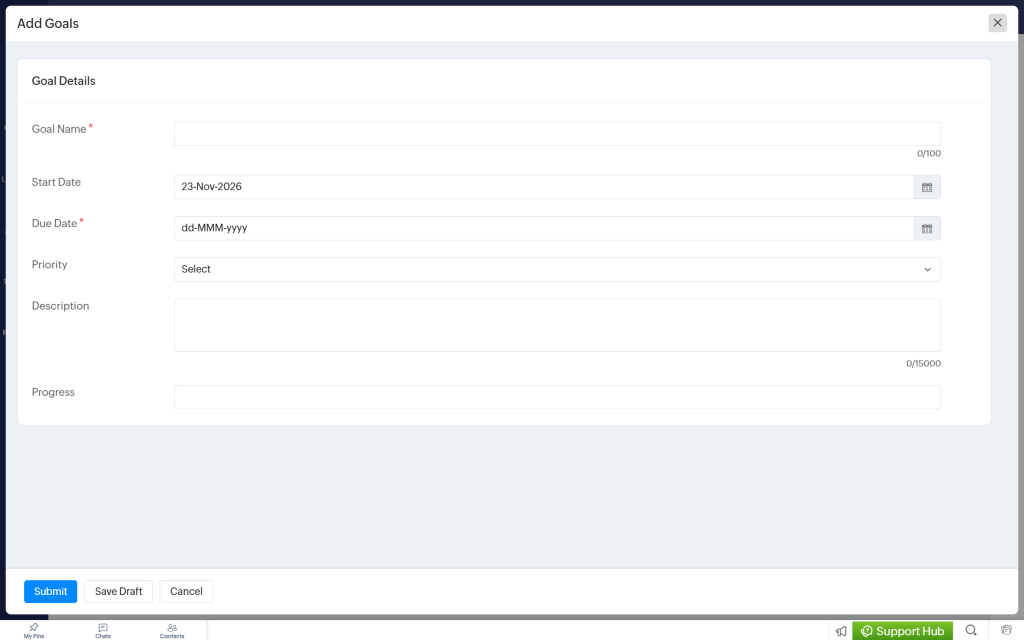 Add Goals
Goal Details
Goal Name *
0/100
Start Date
23-Nov-2026
Due Date *
dd-MMM-yyyy
Priority
Select
Description
0/15000
Progress
Submit
Save Draft
Cancel
My Pins
Chats
Contacts
Support Hub